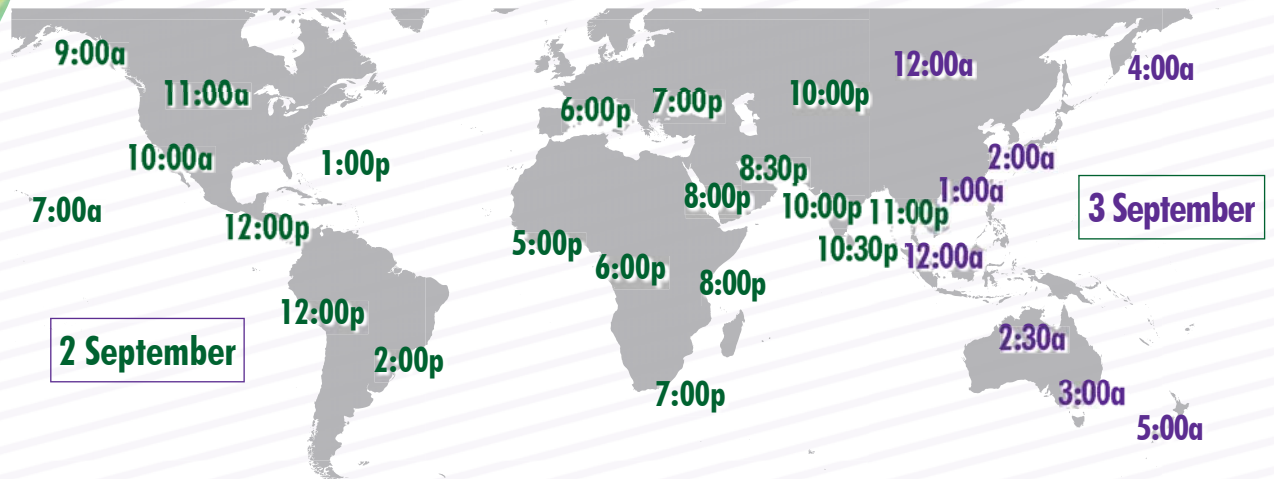 9:00a
11:00a
10:00a
7:00a
1:00p
12:00p
12:00p
2:00p
2 September
6:00p
7:00p
10:00p
12:00a
4:00a
2:00a
8:30p
8:00p
10:00p
11:00p
1:00a
3 September
5:00p
6:00p
8:00p
10:30p
12:00a
7:00p
2:30a
3:00a
5:00a